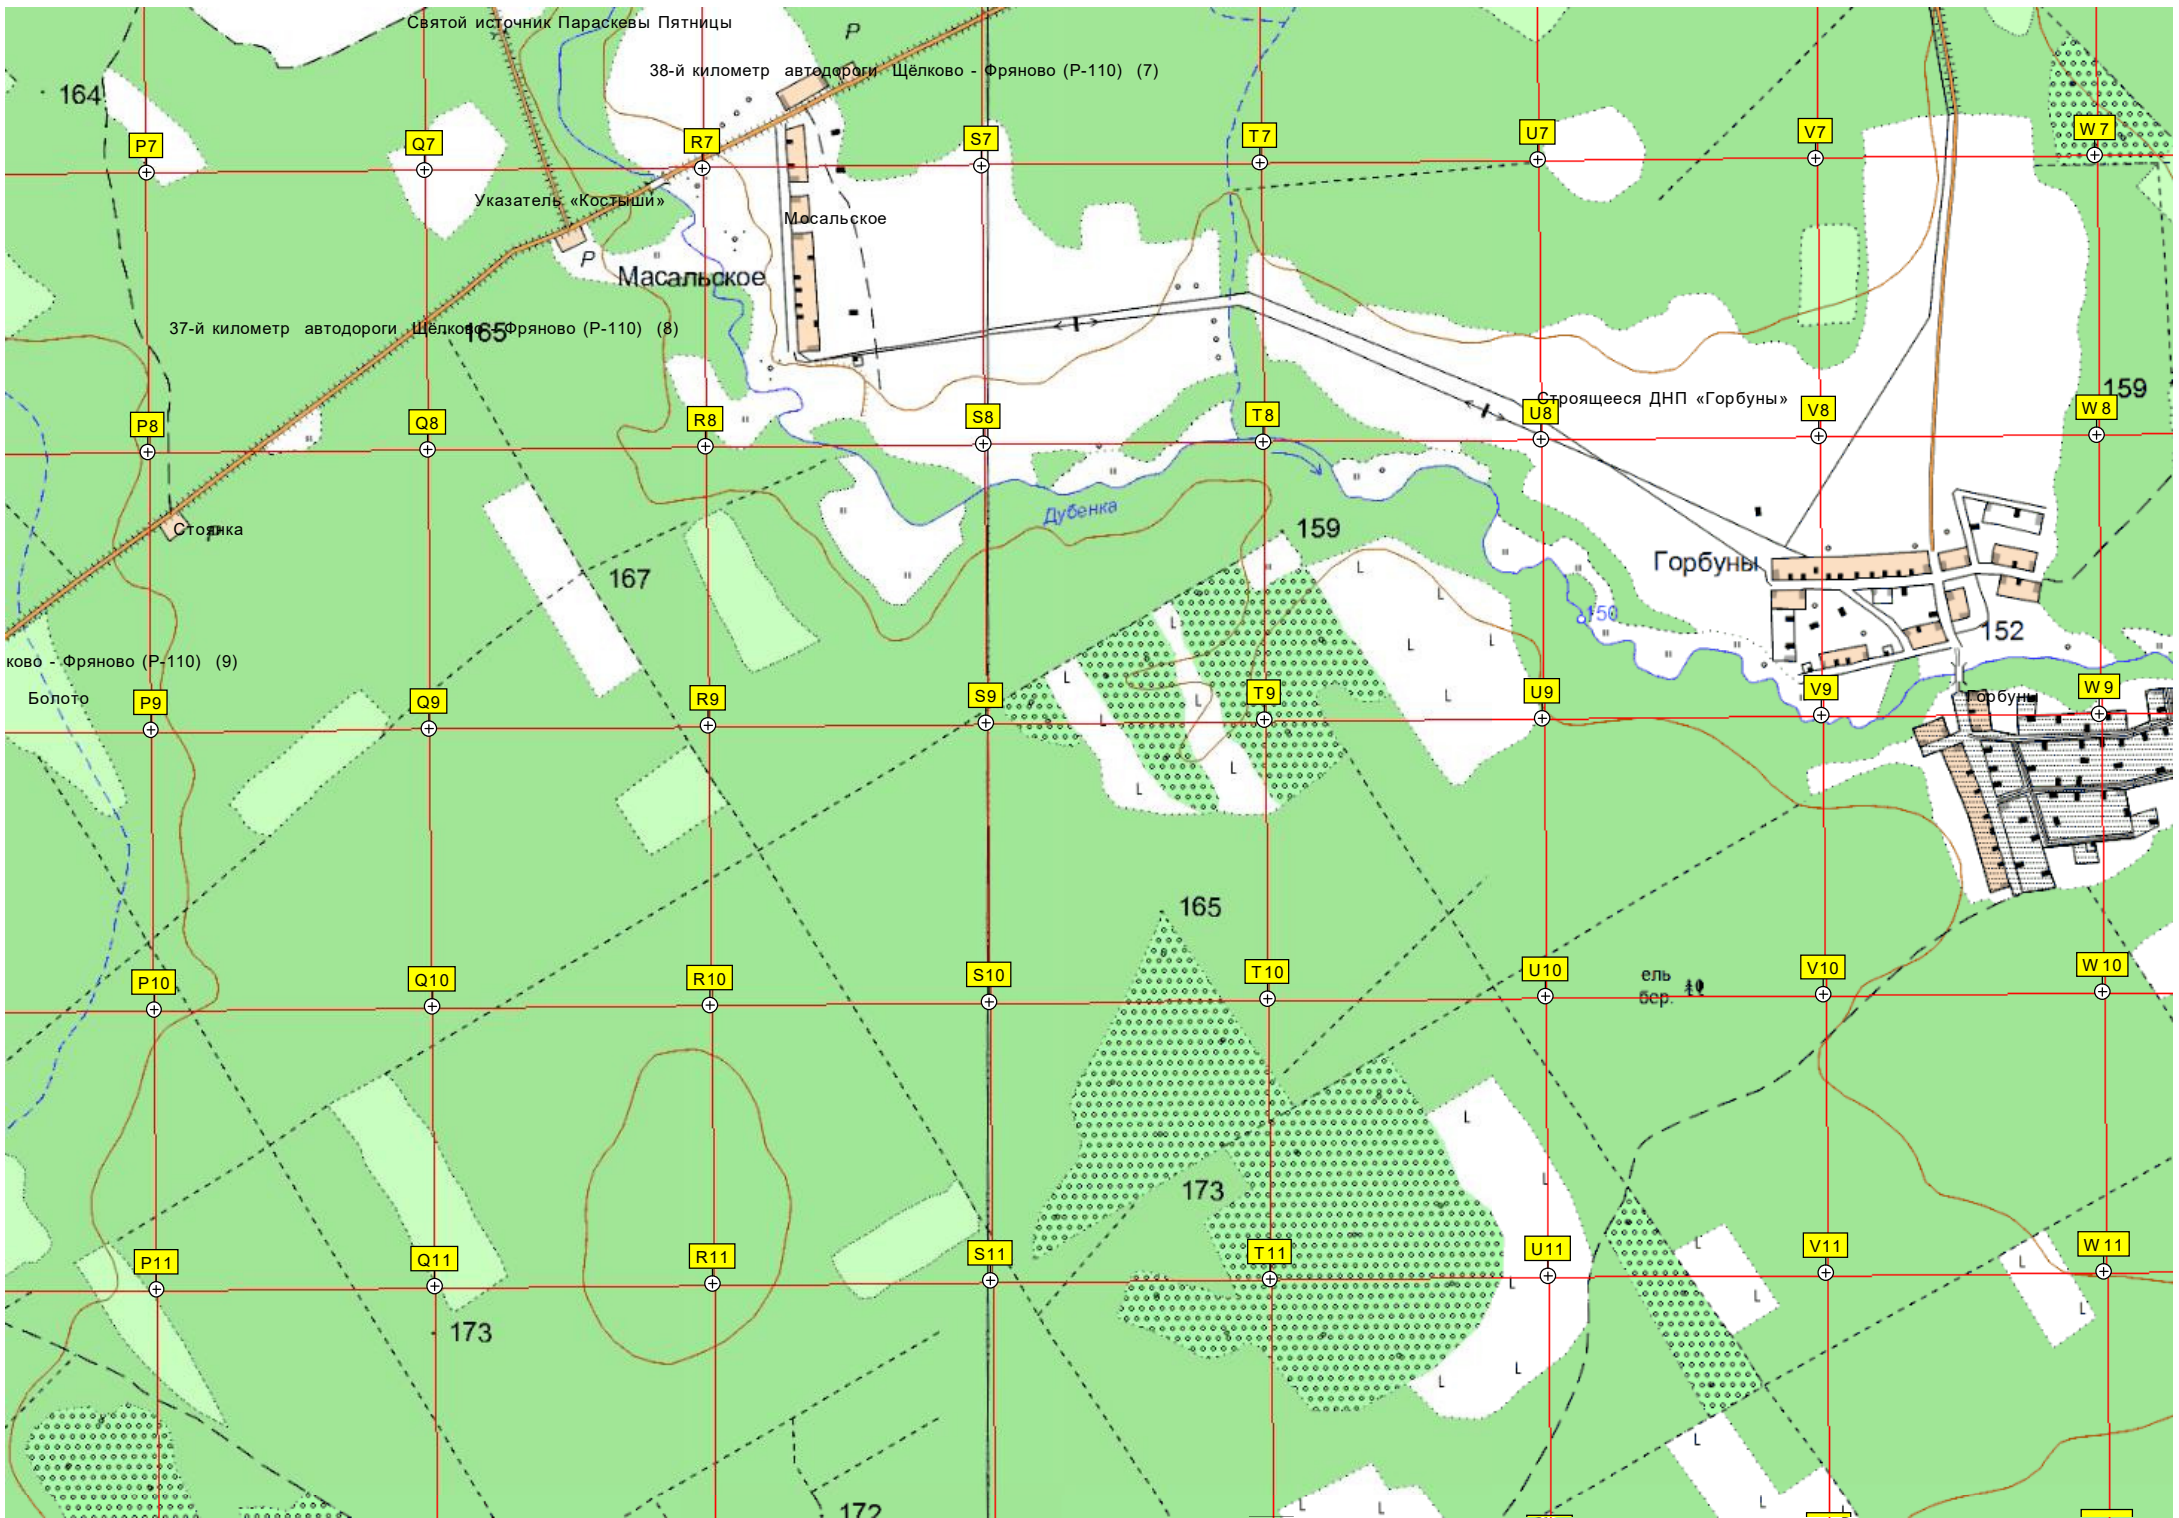 Святой источник Параскевы Пятницы
P
38-й километр автодороги Щёлково - Фряново (Р-110) (7)
164
P7
Q7
R7
S7
T7
U7
V7
W7
Указатель «Костыши»
Мосальское
P
Масальское
37-й километр автодороги Щёлково - Фряново (Р-110) (8)
165
159
Строящееся ДНП «Горбуны»
P8
Q8
R8
S8
T8
U8
V8
W8
Дубенка
Стоянка
P
159
Горбуны
167
150
152
ково - Фряново (Р-110) (9)
Болото
Горбуны
P9
Q9
R9
S9
T9
U9
V9
W9
165
P10
Q10
R10
S10
T10
U10
V10
W10
ель
бер.
173
P11
Q11
R11
S11
T11
U11
V11
W11
173
172